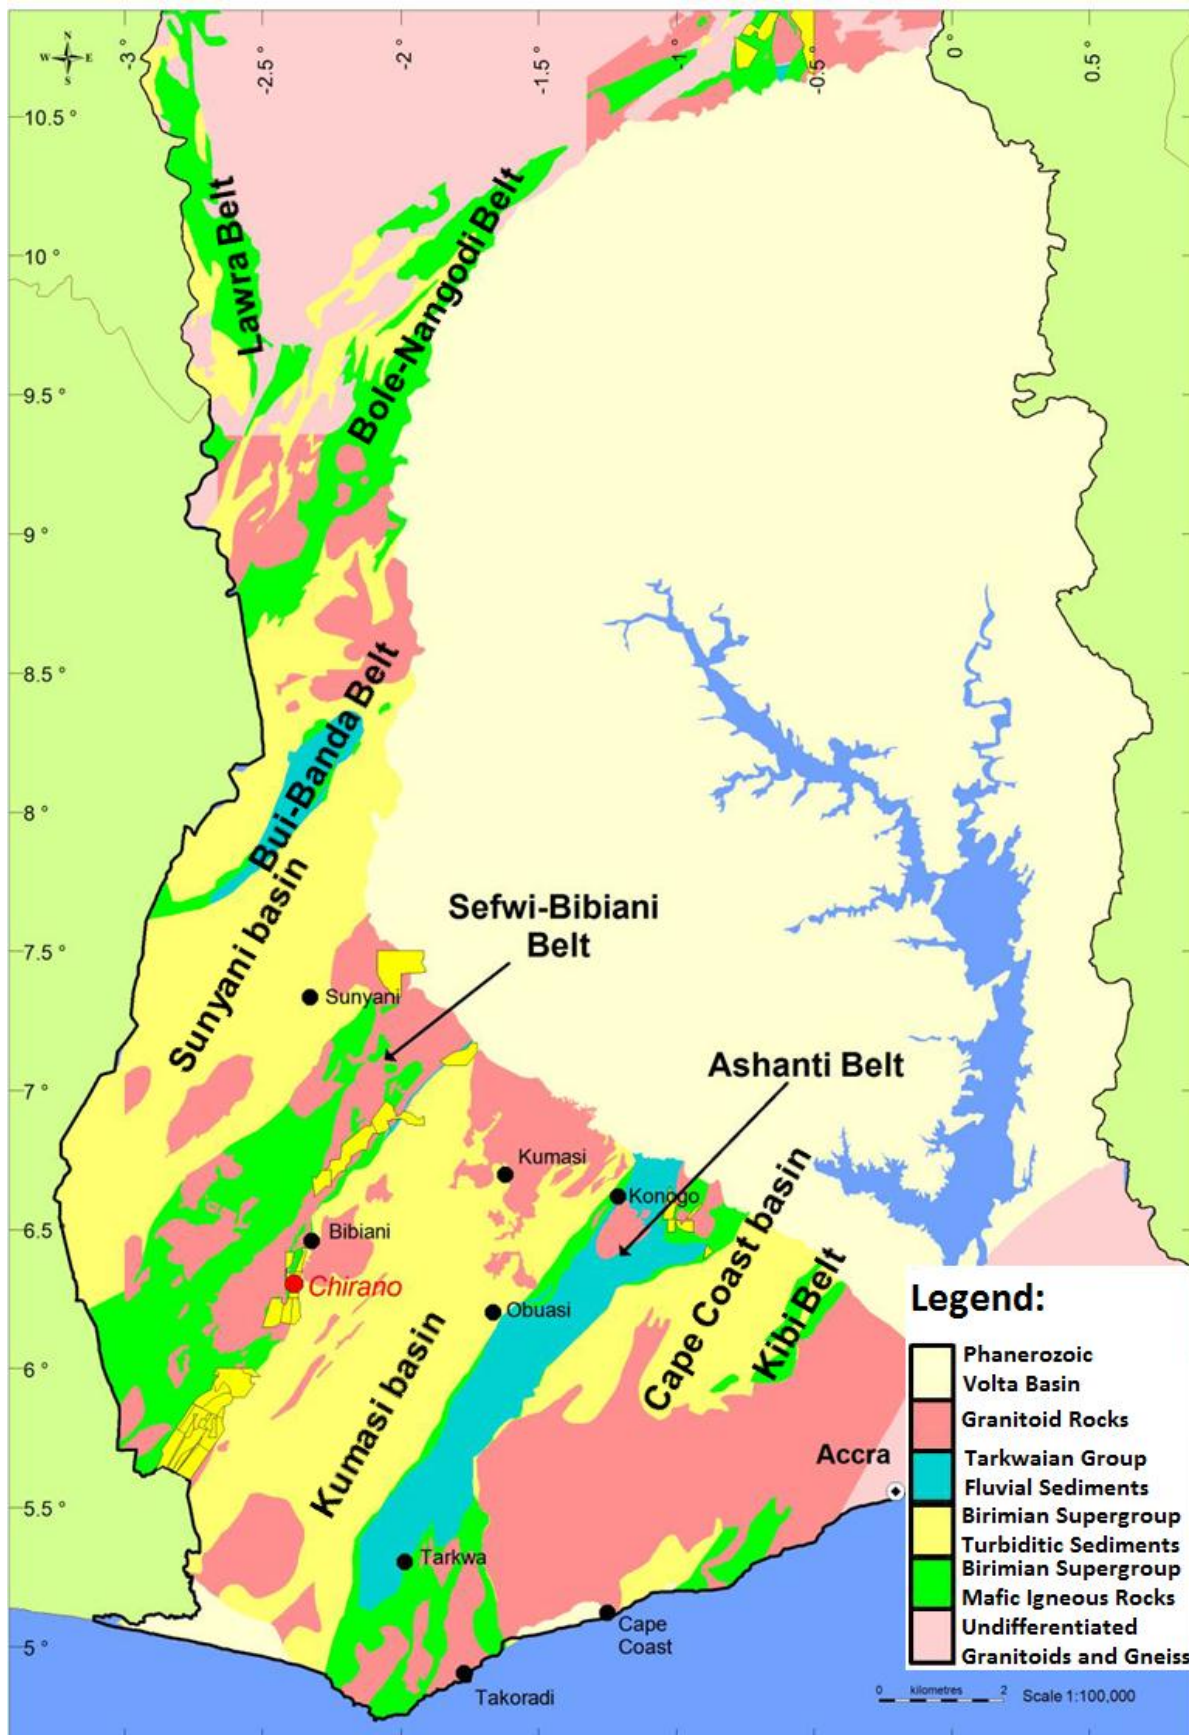 N
W E
S
-3 °
-2.5 °
-2 °
-1.5 °
-1 °
-0.5 °
0
0.5 °
10.5 °
10 °
9.5 °
9 °
8.5 °
8 °
7.5 °
7 °
6.5
6 °
5.5 °
5 °
Lawra Belt
Bole-Nangodi Belt
Bui-Banda Belt
Sunyani basin
Sefwi-Bibiani
Belt
Sunyani
Ashanti Belt
Kumasi
Konogo
Bibiani
Chirano
Obuasi
Kumasi basin
Cape Coast basin
Kibi Belt
Accra
Tarkwa
Cape
Coast
Takoradi
Legend:
Phanerozoic
Volta Basin
Granitoid Rocks
Tarkwaian Group
Fluvial Sediments
Birimian Supergroup
Turbiditic Sediments
Birimian Supergroup
Mafic Igneous Rocks
Undifferentiated
Granitoids and Gneiss
0 kilometres 2
Scale 1:100,000